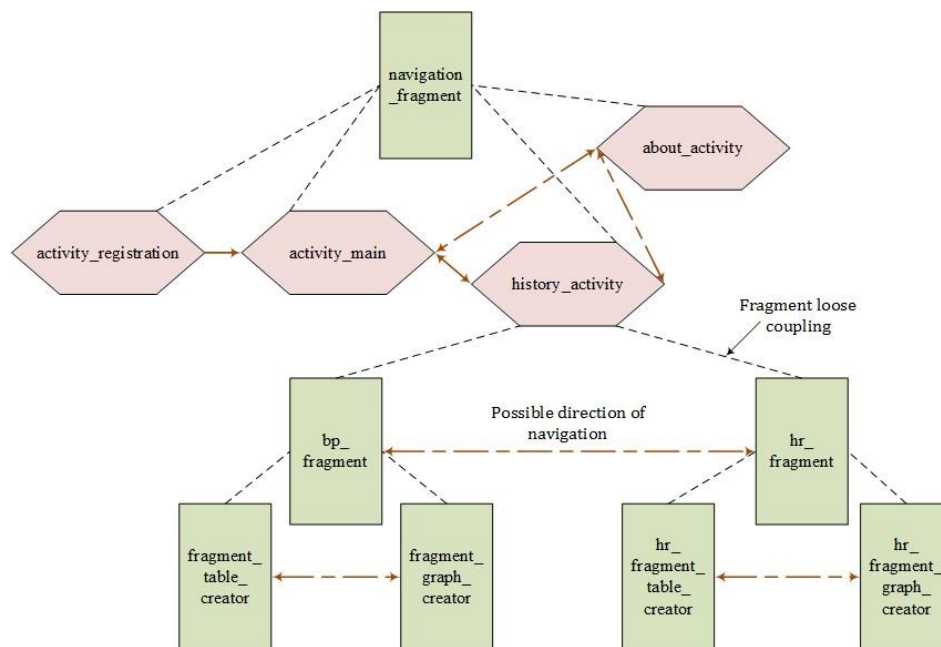 navigation
_fragment
about_activity
activity_registration
activity_main
history_activity
Fragment loose
coupling
Possible direction of
navigation
bp_
fragment
hr_
fragment
fragment_
table_
creator
fragment_
graph_
creator
hr_
fragment_
table_
creator
hr_
fragment_
graph_
creator